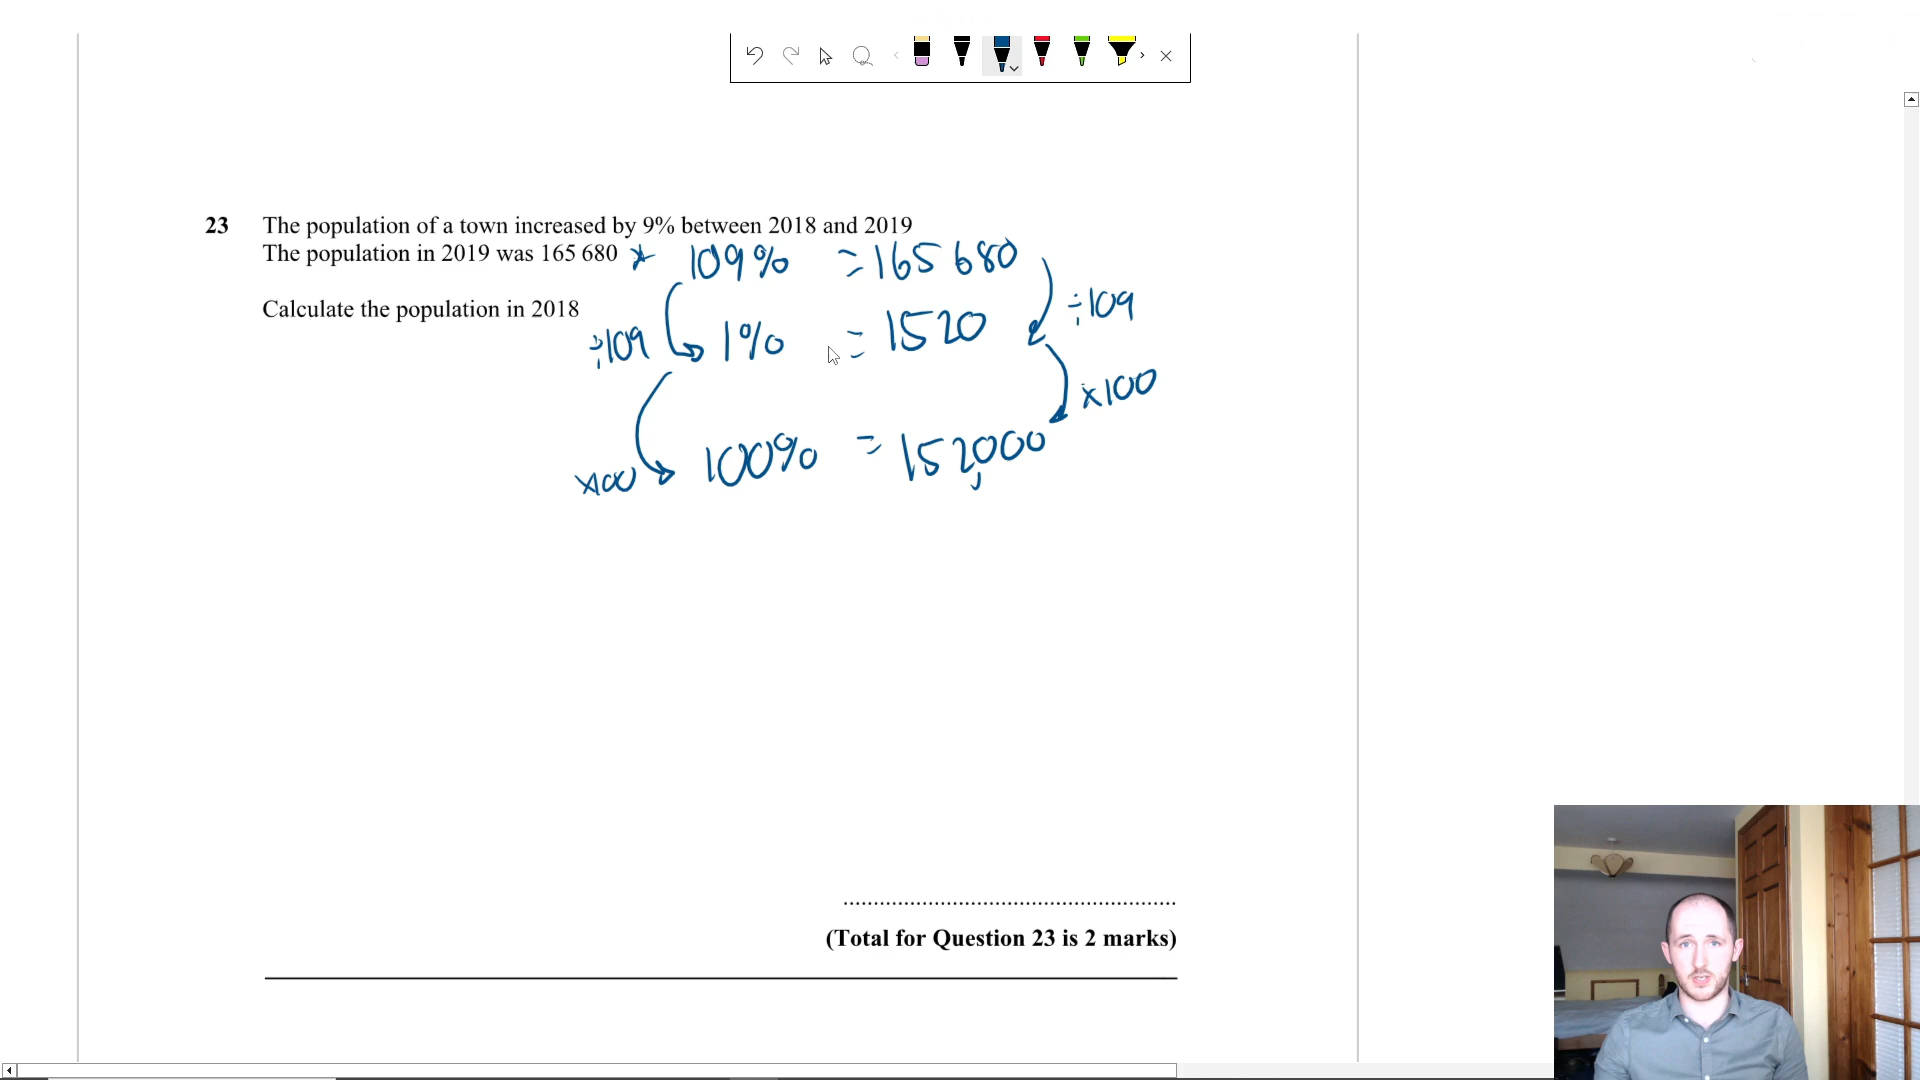 23 The population of a town increased by 9% between 2018 and 2019
The population in 2019 was 165 680 * 109% = 165 680
÷109
Calculate the population in 2018
÷109 1% = 1520
×100
×100 100% = 152,000
(Total for Question 23 is 2 marks)